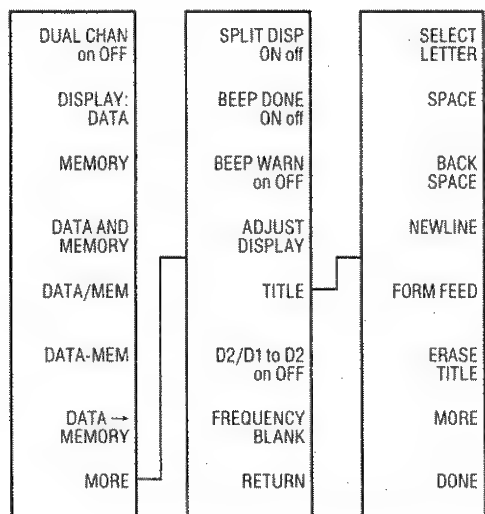 DUAL CHAN
on OFF
DISPLAY:
DATA
MEMORY
DATA AND
MEMORY
DATA/MEM
DATA-MEM
DATA →
MEMORY
MORE
SPLIT DISP
ON off
BEEP DONE
ON off
BEEP WARN
on OFF
ADJUST
DISPLAY
TITLE
D2/D1 to D2
on OFF
FREQUENCY
BLANK
RETURN
SELECT
LETTER
SPACE
BACK
SPACE
NEWLINE
FORM FEED
ERASE
TITLE
MORE
DONE